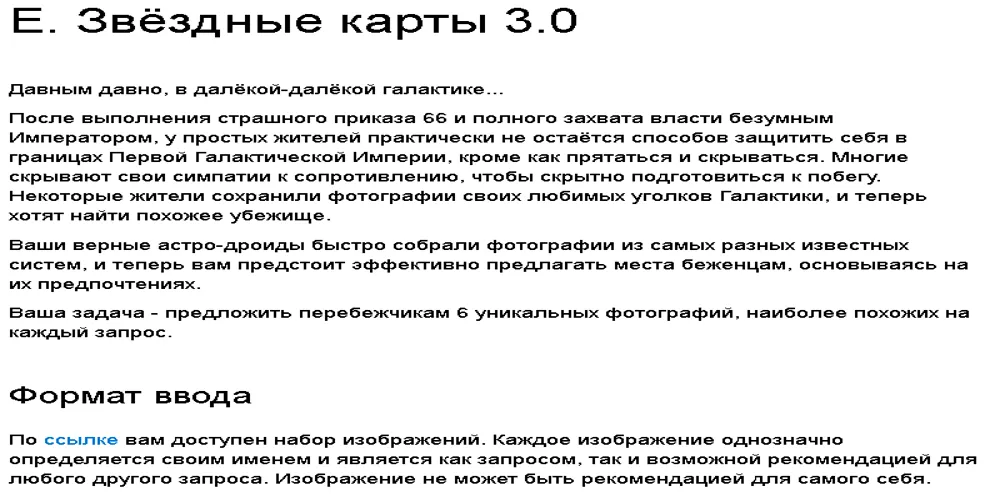 E. Звёздные карты 3.0
Давным давно, в далёкой-далёкой галактике...
После выполнения страшного приказа 66 и полного захвата власти безумным
Императором, у простых жителей практически не остаётся способов защитить себя в
границах Первой Галактической Империи, кроме как прятаться и скрываться. Многие
скрывают свои симпатии к сопротивлению, чтобы скрытно подготовиться к побегу.
Некоторые жители сохранили фотографии своих любимых уголков Галактики, и теперь
хотят найти похожее убежище.
Ваши верные астро-дроиды быстро собрали фотографии из самых разных известных
систем, и теперь вам предстоит эффективно предлагать места беженцам, основываясь на
их предпочтениях.
Ваша задача - предложить перебежчикам 6 уникальных фотографий, наиболее похожих на
каждый запрос.
Формат ввода
По ссылке вам доступен набор изображений. Каждое изображение однозначно
определяется своим именем и является как запросом, так и возможной рекомендацией для
любого другого запроса. Изображение не может быть рекомендацией для самого себя.